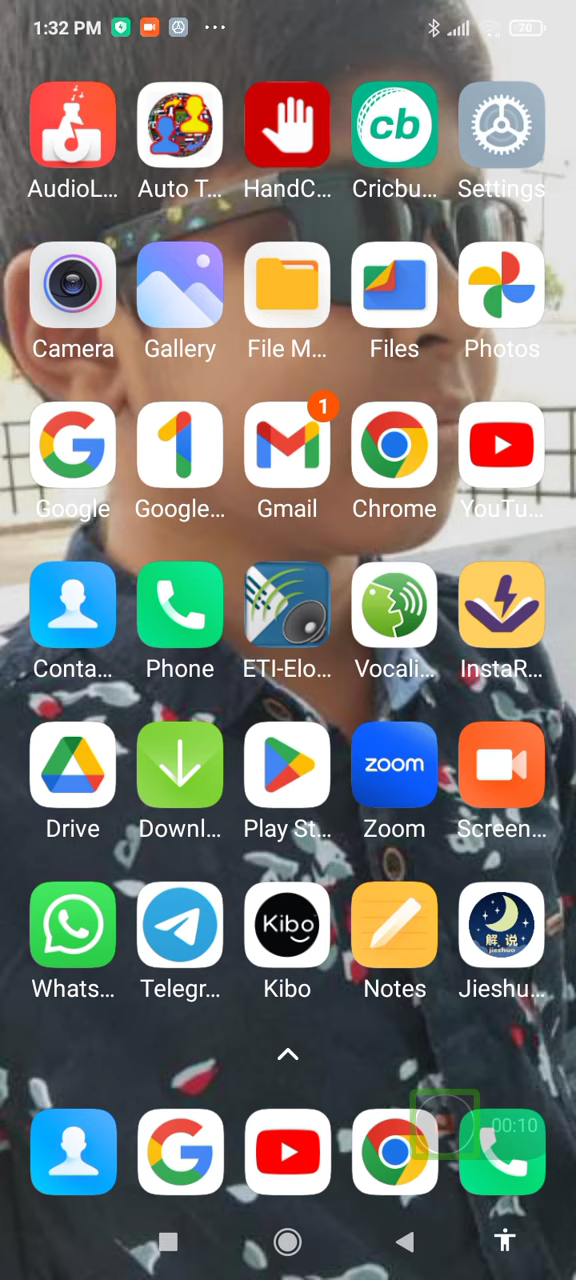 1:32 PM 70
cb
AudioL... Auto T... HandC... Cricbu... Settings
Camera Gallery File M... Files Photos
1
Google Google... Gmail Chrome YouTu...
Conta... Phone ETI-Elo... Vocali... InstaR...
zoom
Drive Downl... Play St... Zoom Screen...
Kibo 解 说
jieshuo
Whats... Telegr... Kibo Notes Jieshu...
00:10